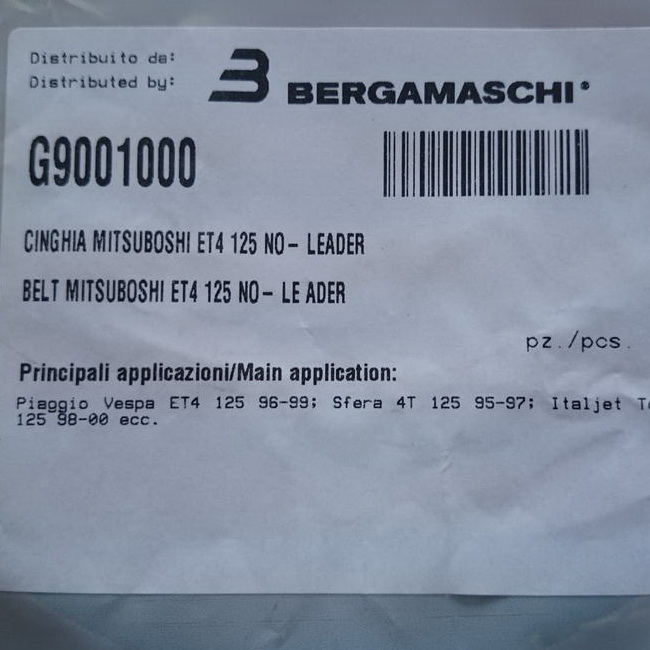 Distribuito da:
Distributed by:
BERGAMASCHI®
G9001000
CINGHIA MITSUBOSHI ET4 125 NO- LEADER
BELT MITSUBOSHI ET4 125 NO- LE ADER
pz./pcs.
Principali applicazioni/Main application:
Piaggio Vespa ET4 125 96-99; Sfera 4T 125 95-97; Italjet
125 98-00 ecc.